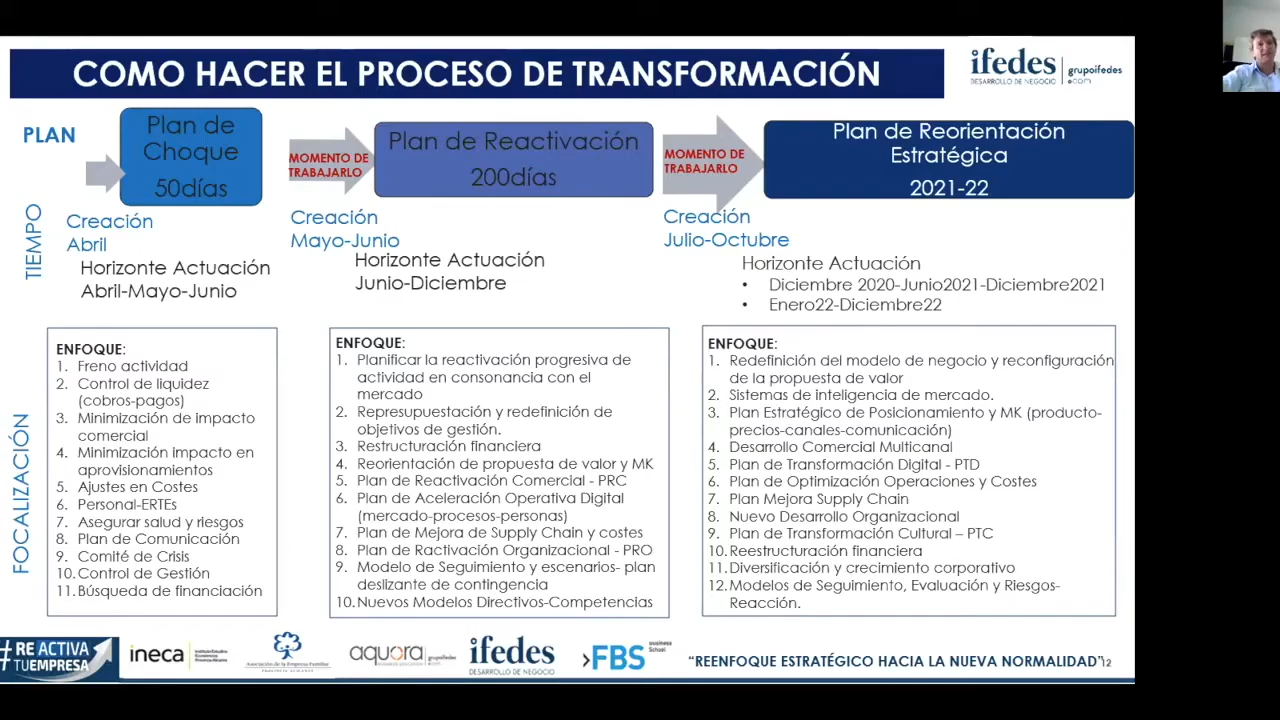 COMO HACER EL PROCESO DE TRANSFORMACIÓN
ifedes
DESARROLLO DE NEGOCIO
grupoifedes
.com
PLAN
Plan de
Choque
50días
MOMENTO DE
TRABAJARLO
Plan de Reactivación
200días
MOMENTO DE
TRABAJARLO
Plan de Reorientación
Estratégica
2021-22
TIEMPO
Creación
Abril
Horizonte Actuación
Abril-Mayo-Junio
Creación
Mayo-Junio
Horizonte Actuación
Junio-Diciembre
Creación
Julio-Octubre
Horizonte Actuación
• Diciembre 2020-Junio2021-Diciembre2021
• Enero22-Diciembre22
FOCALIZACIÓN
ENFOQUE:
1. Freno actividad
2. Control de liquidez
(cobros-pagos)
3. Minimización de impacto
comercial
4. Minimización impacto en
aprovisionamientos
5. Ajustes en Costes
6. Personal-ERTEs
7. Asegurar salud y riesgos
8. Plan de Comunicación
9. Comité de Crisis
10. Control de Gestión
11. Búsqueda de financiación
ENFOQUE:
1. Planificar la reactivación progresiva de
actividad en consonancia con el
mercado
2. Represupuestación y redefinición de
objetivos de gestión.
3. Restructuración financiera
4. Reorientación de propuesta de valor y MK
5. Plan de Reactivación Comercial - PRC
6. Plan de Aceleración Operativa Digital
(mercado-procesos-personas)
7. Plan de Mejora de Supply Chain y costes
8. Plan de Ractivación Organizacional - PRO
9. Modelo de Seguimiento y escenarios- plan
deslizante de contingencia
10. Nuevos Modelos Directivos-Competencias
ENFOQUE:
1. Redefinición del modelo de negocio y reconfiguración
de la propuesta de valor
2. Sistemas de inteligencia de mercado.
3. Plan Estratégico de Posicionamiento y MK (producto-
precios-canales-comunicación)
4. Desarrollo Comercial Multicanal
5. Plan de Transformación Digital - PTD
6. Plan de Optimización Operaciones y Costes
7. Plan Mejora Supply Chain
8. Nuevo Desarrollo Organizacional
9. Plan de Transformación Cultural – PTC
10. Reestructuración financiera
11. Diversificación y crecimiento corporativo
12. Modelos de Seguimiento, Evaluación y Riesgos-
Reacción.
#RE ACTIVA
TU EMPRESA
ineca
Asociación de la Empresa Familiar
aquora
grupoifedes
ifedes
DESARROLLO DE NEGOCIO
FBS
business
School
“REENFOQUE ESTRATÉGICO HACIA LA NUEVA NORMALIDAD”
12